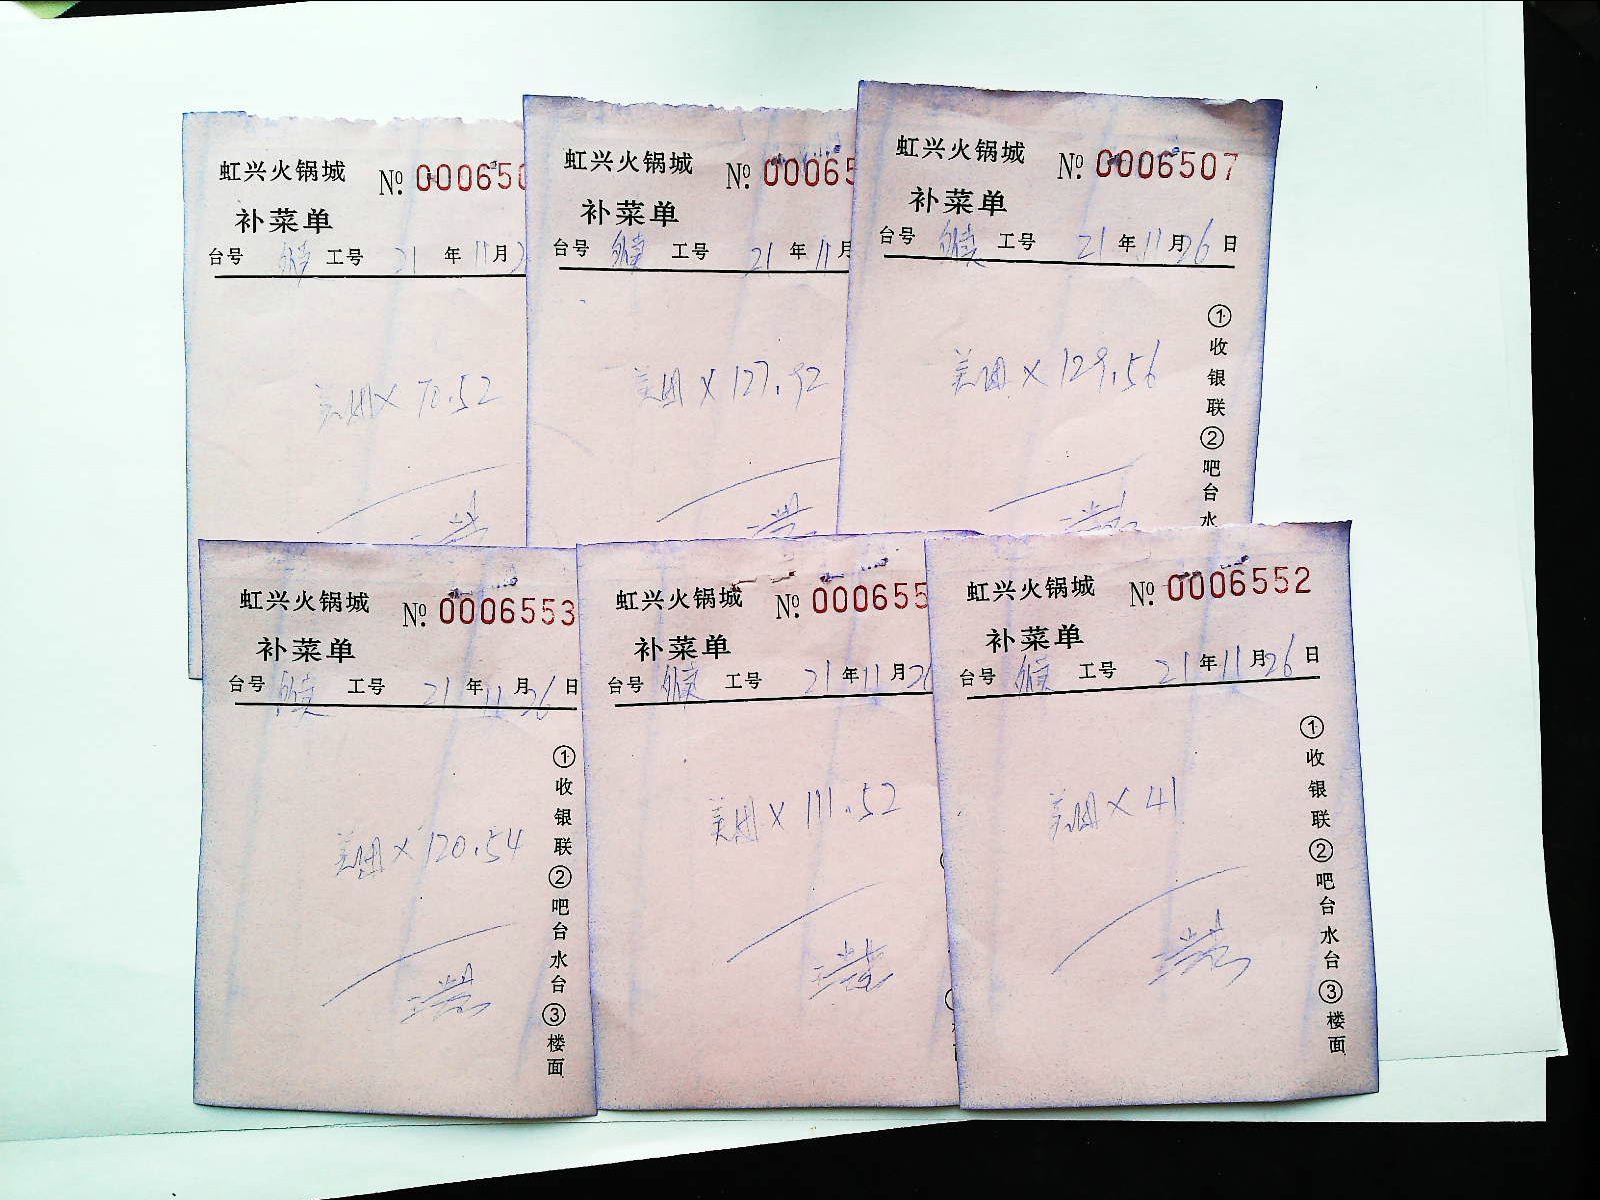 虹兴火锅城 №. 000650
补菜单
台号 工号 21 年 11 月 2
美团 × 72.52
虹兴火锅城 №. 00065
补菜单
台号 工号 21 年 11 月
美团 × 127.92
虹兴火锅城 №. 0006507
补菜单
台号 工号 21 年 11 月 26 日
美团 × 129.56
①收银联②吧台水
虹兴火锅城 №. 0006553
补菜单
台号 工号 21 年 11 月 26 日
美团 × 120.54
①收银联②吧台水台③楼面
虹兴火锅城 №. 000655
补菜单
台号 工号 21 年 11 月 26
美团 × 111.52
虹兴火锅城 №. 0006552
补菜单
台号 工号 21 年 11 月 26 日
美团 × 41
①收银联②吧台水台③楼面